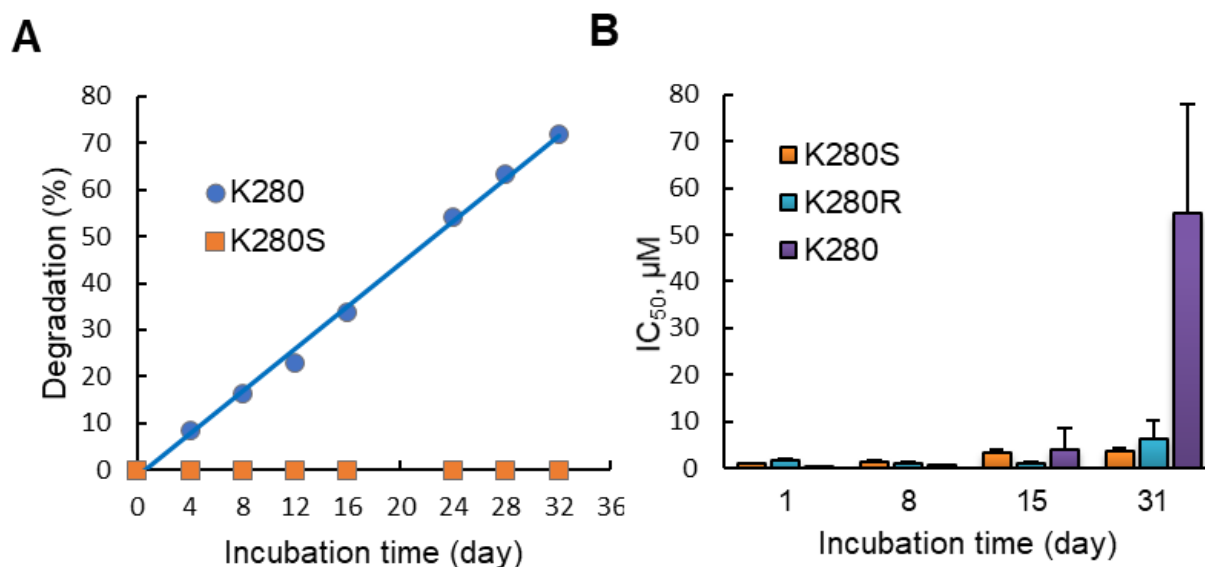 A
80
70
60
50
40
30
20
10
0
Degradation (%)
K280
K280S
0 4 8 12 16 20 24 28 32 36
Incubation time (day)
B
80
70
60
50
40
30
20
10
0
IC50, µM
K280S
K280R
K280
1 8 15 31
Incubation time (day)